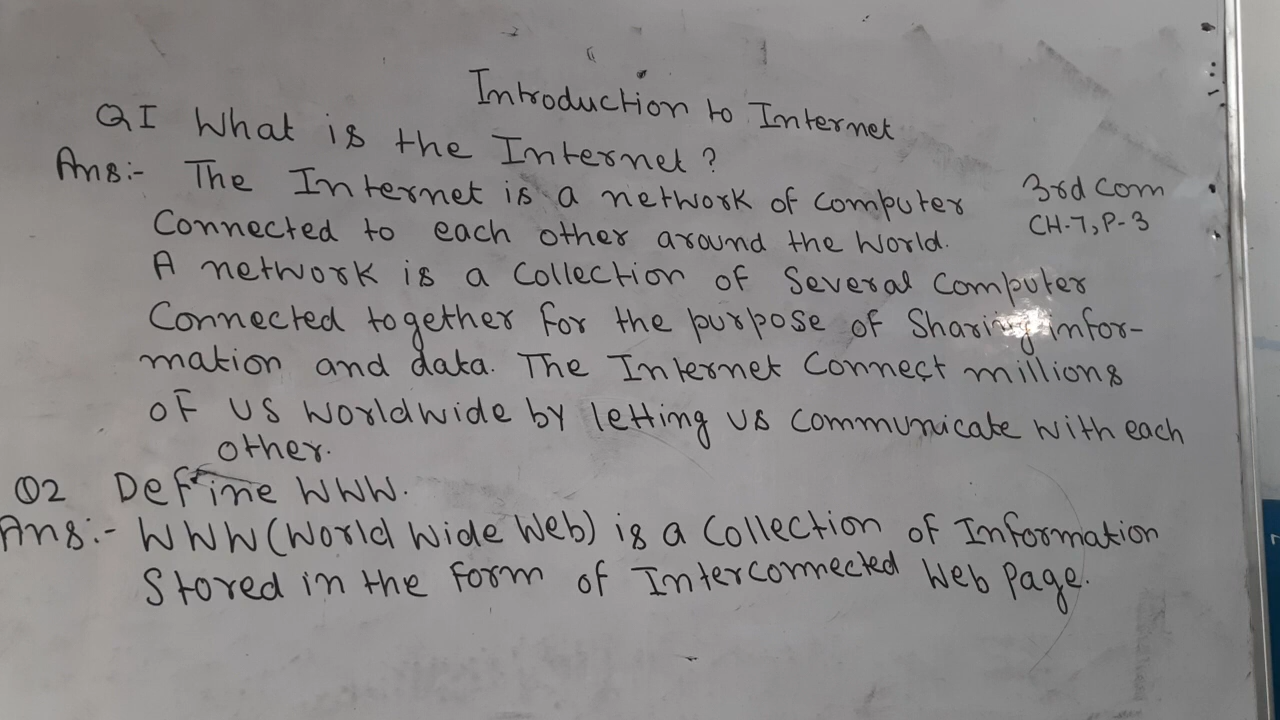 Introduction to Internet
Q1 What is the Internet ?
Ans:- The Internet is a network of computer
3rd Com
CH-7, P-3
Connected to each other around the World.
A network is a Collection of Several Computer
Connected together for the purpose of Sharing infor-
mation and data. The Internet Connect millions
of us worldwide by letting us communicate with each
other.
Q2 Define WWW.
Ans:- WWW (World Wide Web) is a Collection of Information
Stored in the form of Interconnected Web Page.